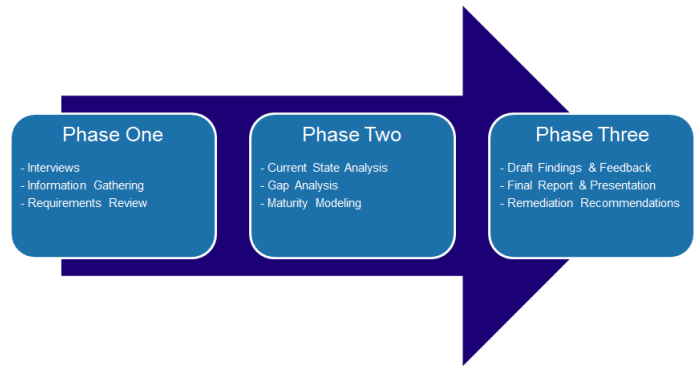 Phase One
- Interviews
- Information Gathering
- Requirements Review
Phase Two
- Current State Analysis
- Gap Analysis
- Maturity Modeling
Phase Three
- Draft Findings & Feedback
- Final Report & Presentation
- Remediation Recommendations